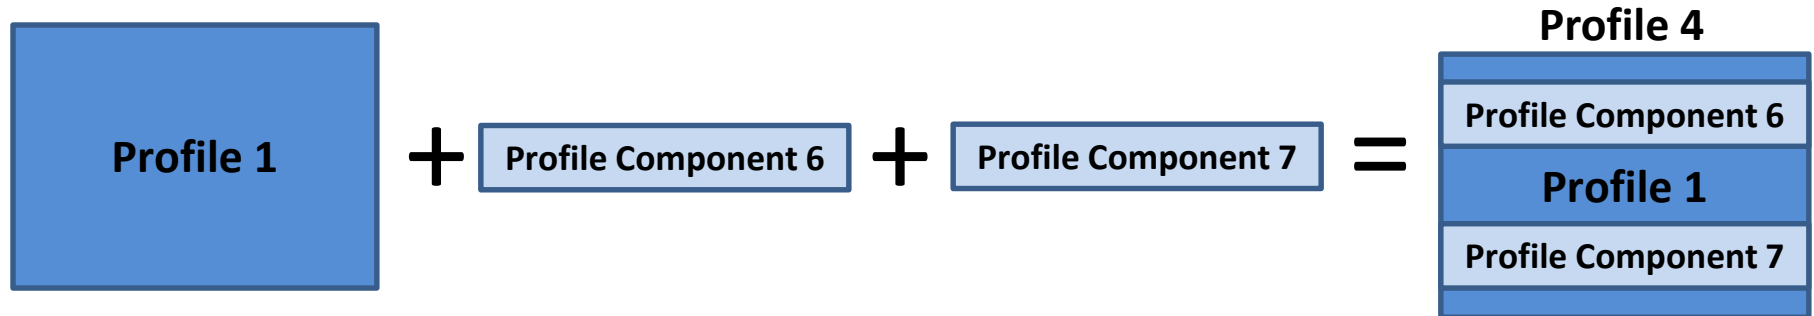 Profile 1
+
Profile Component 6
+
Profile Component 7
=
Profile 4
Profile Component 6
Profile 1
Profile Component 7